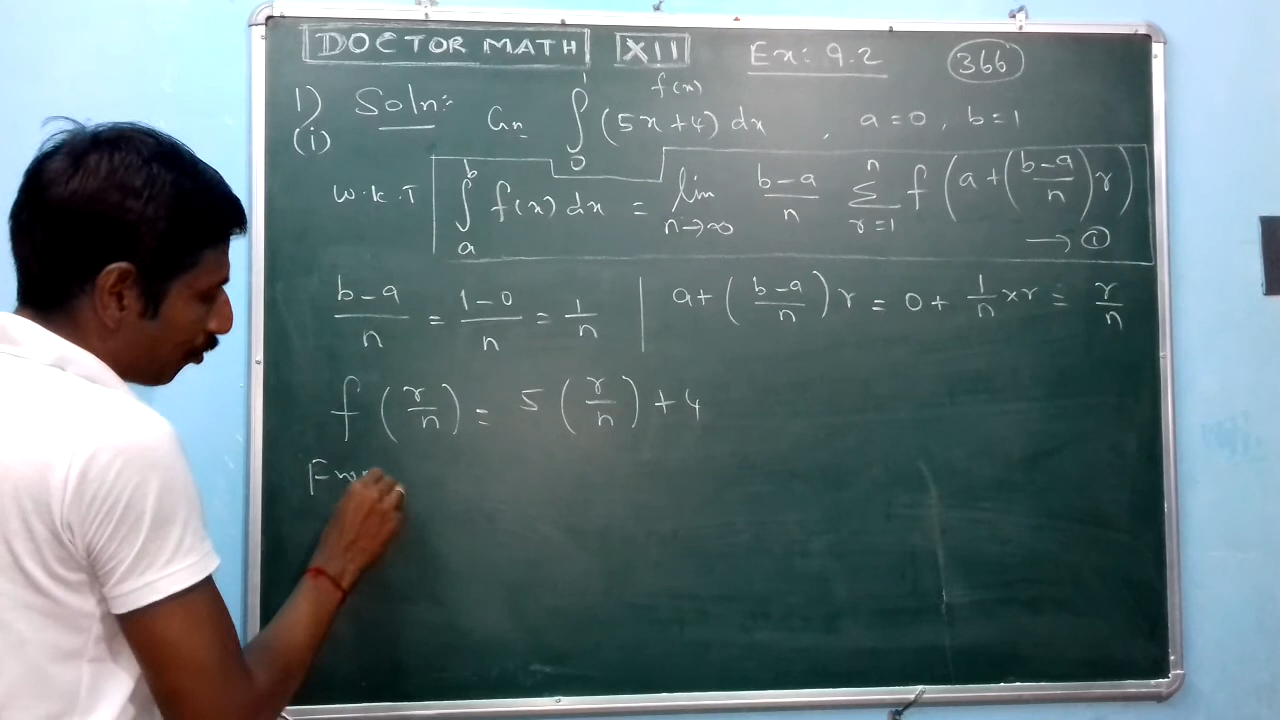 DOCTOR MATH XII Ex: 9.2 366
1) Soln:- Gn ∫₀¹ (5x+4) dx , a=0, b=1
f(x)
(i)
W.K.T ∫ₐᵇ f(x) dx = lim n→∞ b-a/n Σ r=1 n f(a+(b-a/n)r)
→ ①
b-a/n = 1-0/n = 1/n | a+(b-a/n)r = 0+ 1/n ×r = r/n
f(r/n) = 5(r/n)+4